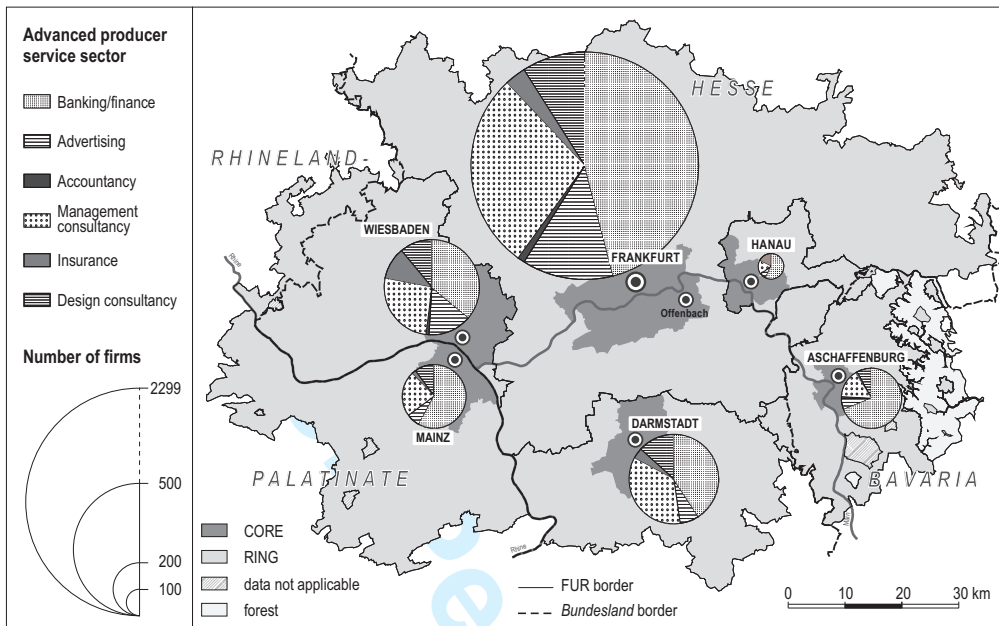 Advanced producer
service sector
Banking/finance
Advertising
Accountancy
Management
consultancy
Insurance
Design consultancy
Number of firms
2299
500
200
100
HESSE
RHINELAND-
PALATINATE
BAVARIA
WIESBADEN
FRANKFURT
HANAU
Offenbach
ASCHAFFENBURG
MAINZ
DARMSTADT
Rhine
Rhine
Main
CORE
RING
data not applicable
forest
FUR border
Bundesland border
0 10 20 30 km